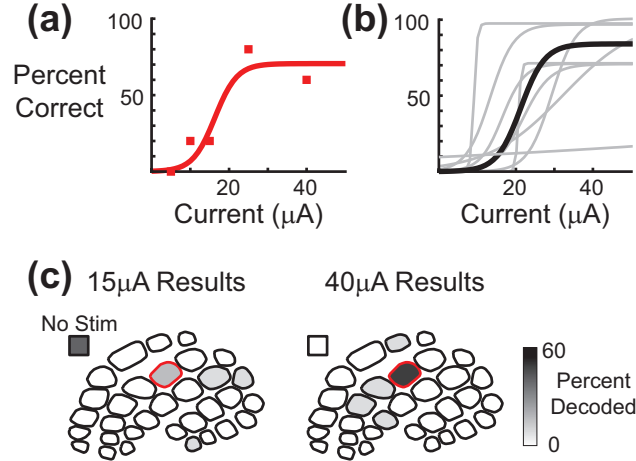 (a)
(b)
Percent
Correct
100
50
20
40
Current (μA)
100
50
20
40
Current (μA)
(c)
15μA Results
40μA Results
No Stim
60
Percent
Decoded
0